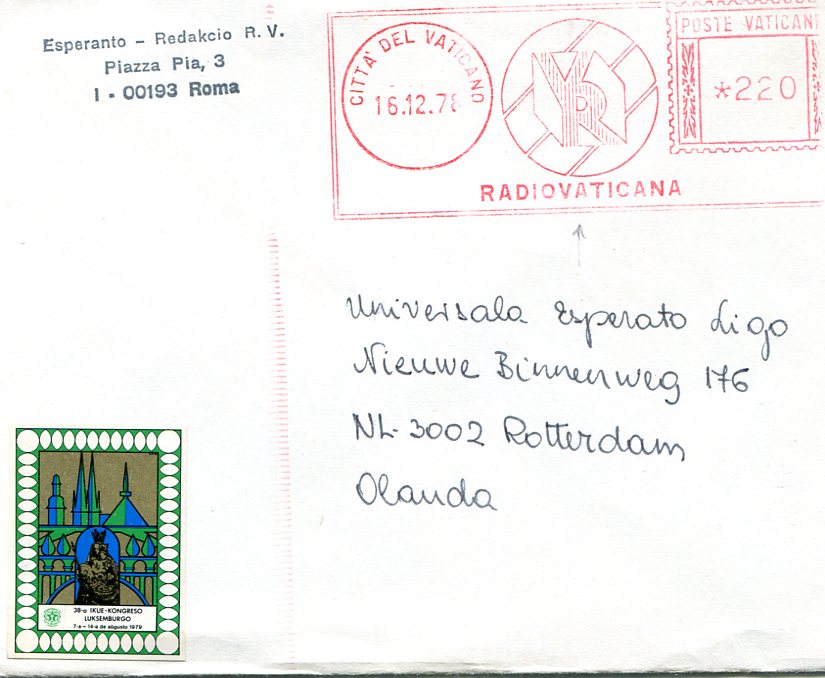 Esperanto - Redakcio R. V.
Piazza Pia, 3
I - 00193 Roma
CITTA' DEL VATICANO
16.12.78
RADIOVATICANA
POSTE VATICANE
*220
Universala Esperato Ligo
Nieuwe Binnenweg 176
NL-3002 Rotterdam
Olanda
38-a IKUE-KONGRESO
LUKSEMBURGO
7-a - 14-a de aŭgusto 1979